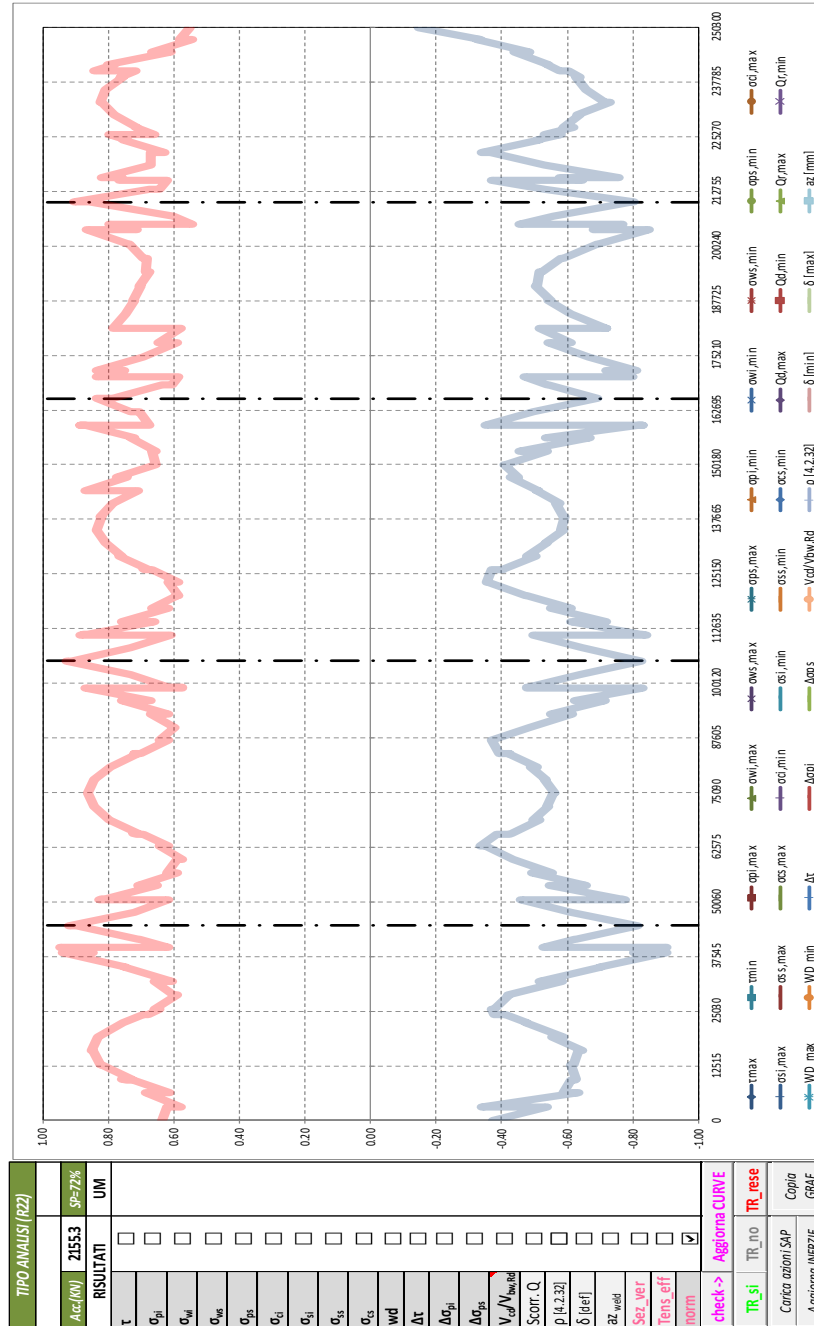 TIPO ANALISI (R22)
Acc.(KN) 2155.3 SP=72%
RISULTATI UM
τ
σpi
σwi
σws
σps
σci
σsi
σss
σcs
wd
Δτ
Δσpi
Δσps
Vcd/Vbw,Rd
Scorr. Q
ρ [4.2.32]
δ [def]
az weld
Sez_ver
Tens_eff
norm
check -> Aggiorna CURVE
TR_si TR_no TR_rese
Carica azioni SAP Copia
Aggiorna INERZIE GRAF
1.00
0.80
0.60
0.40
0.20
0.00
-0.20
-0.40
-0.60
-0.80
-1.00
0 12515 25030 37545 50060 62575 75090 87605 100120 112635 125150 137665 150180 162695 175210 187725 200240 212755 225270 237785 250300
τmax τmin σpi,max σwi,max σws,max σps,max σpi,min σwi,min σws,min σps,min σci,max
σsi,max σss,max σcs,max σci,min σsi,min σss,min σcs,min Qd,max Qd,min Qr,max Qr,min
WD_max WD_min Δτ Δσpi Δσps Vcd/Vbw,Rd ρ [4.2.32] δ [min] δ [max] az [mm]